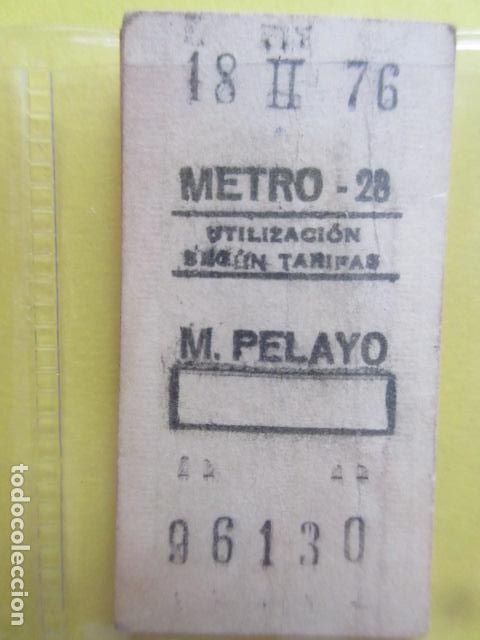 18 II 76
METRO - 28
UTILIZACIÓN
SEGÚN TARIFAS
M. PELAYO
96130
todocoleccion